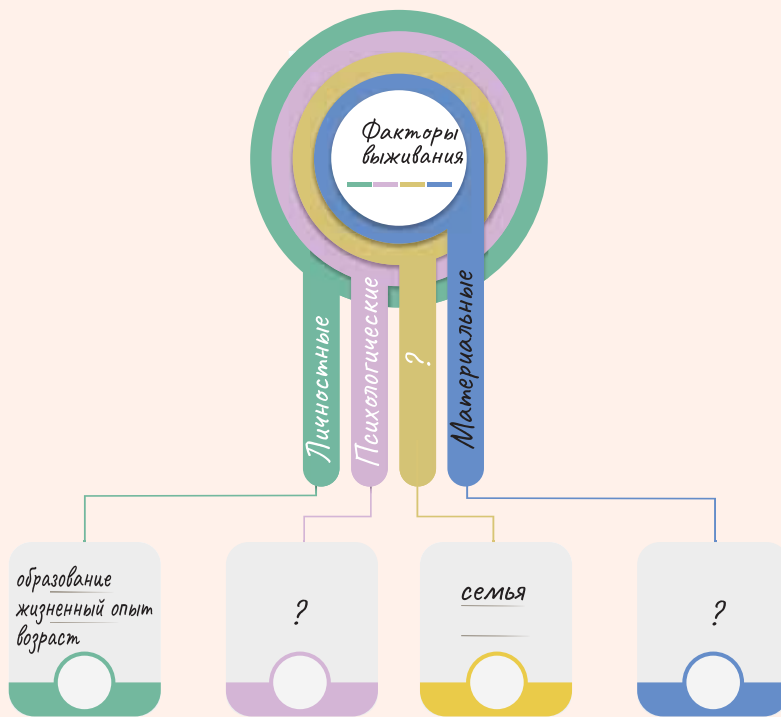 Факторы
выживания
Личностные
Психологические
?
Материальные
образование
жизненный опыт
возраст
?
семья
?